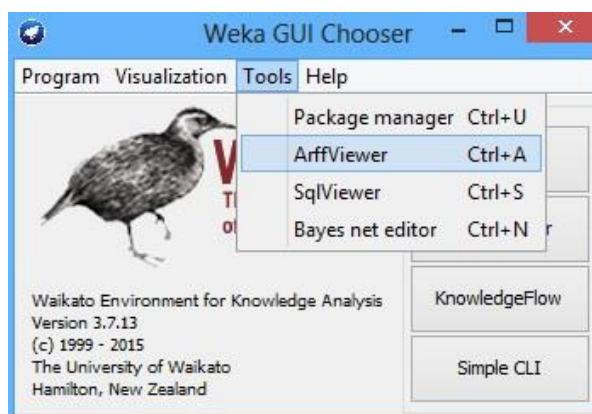 Weka GUI Chooser
Program Visualization Tools Help
Package manager Ctrl+U
ArffViewer Ctrl+A
SqlViewer Ctrl+S
Bayes net editor Ctrl+N
Waikato Environment for Knowledge Analysis
Version 3.7.13
(c) 1999 - 2015
The University of Waikato
Hamilton, New Zealand
KnowledgeFlow
Simple CLI